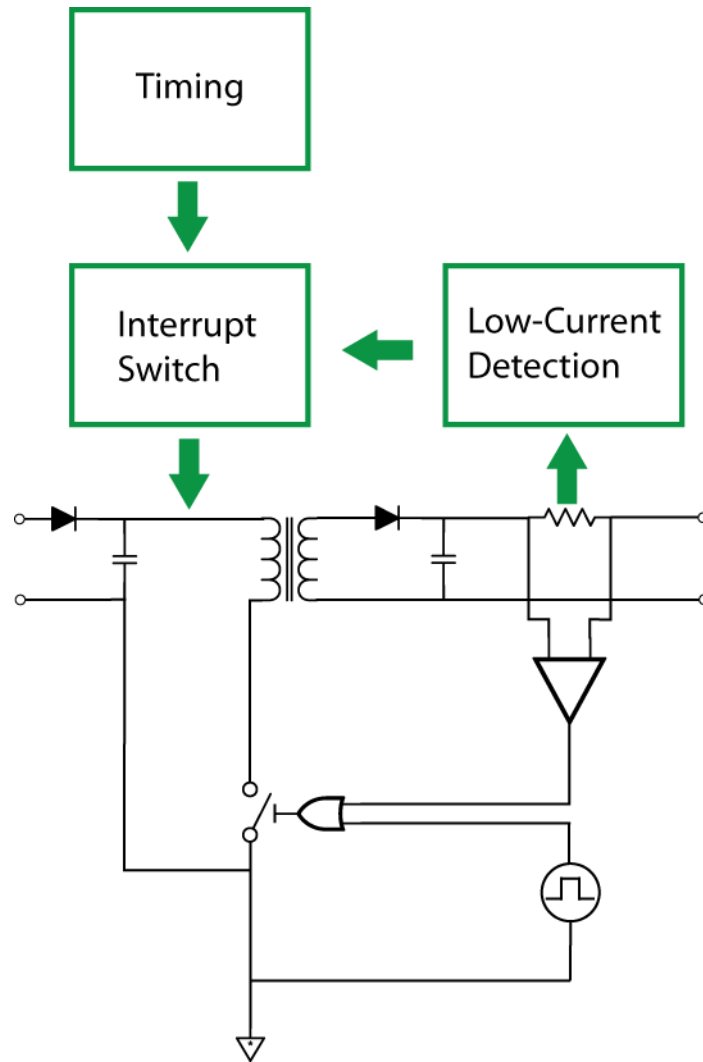 Timing
Interrupt
Switch
Low-Current
Detection